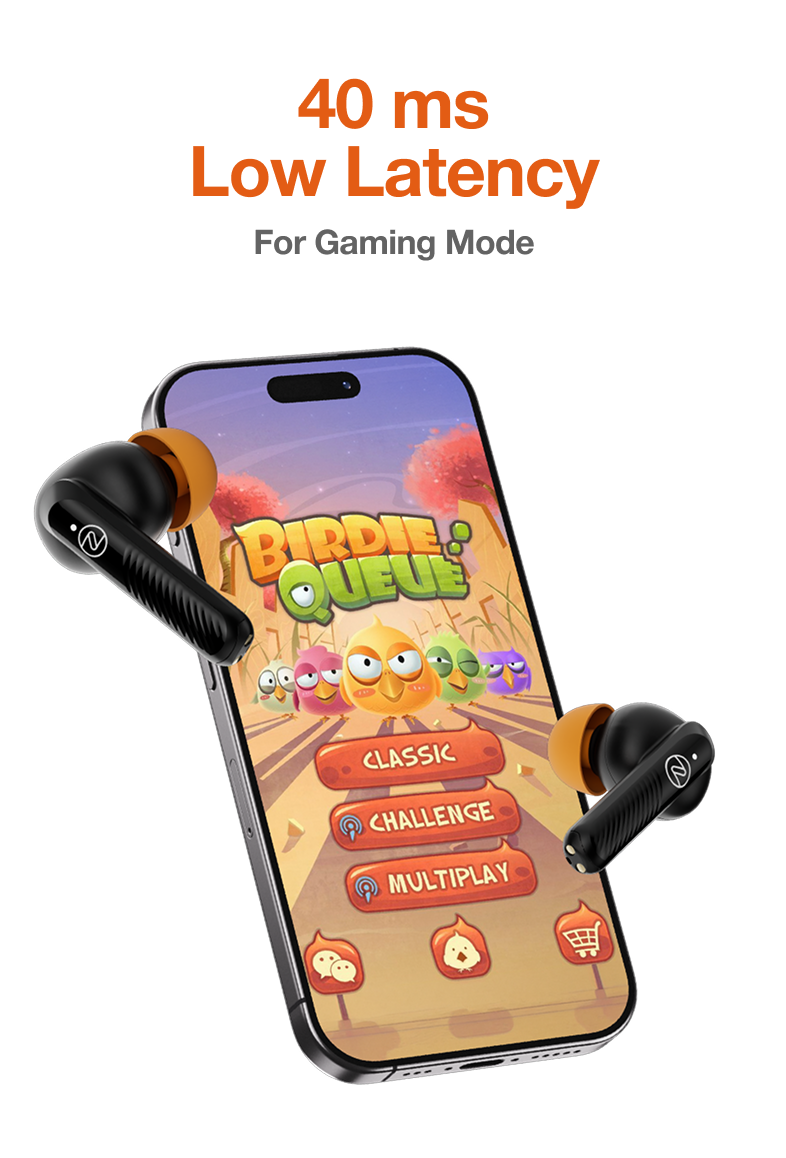 40 ms
Low Latency
For Gaming Mode
BIRDIE
QUEUE
CLASSIC
CHALLENGE
MULTIPLAY